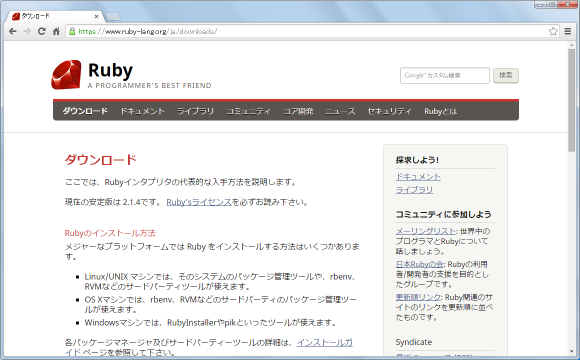 ダウンロード
https://www.ruby-lang.org/ja/downloads/
Ruby
A PROGRAMMER'S BEST FRIEND
Google™ カスタム検索
検索
ダウンロード ドキュメント ライブラリ コミュニティ コア開発 ニュース セキュリティ Rubyとは
ダウンロード
ここでは、Rubyインタプリタの代表的な入手方法を説明します。
現在の安定版は 2.1.4です。 Ruby'sライセンスを必ずお読み下さい。
Rubyのインストール方法
メジャーなプラットフォームでは Ruby をインストールする方法はいくつかありま
す。
Linux/UNIX マシンでは、そのシステムのパッケージ管理ツールや、rbenv、
RVMなどのサードパーティツールが使えます。
OS Xマシンでは、rbenv、RVMなどのサードパーティのパッケージ管理ツー
ルが使えます。
Windowsマシンでは、RubyInstallerやpikといったツールが使えます。
各パッケージマネージャ及びサードパーティーツールの詳細は、インストールガ
イド ページを参照して下さい。
探求しよう!
ドキュメント
ライブラリ
コミュニティに参加しよう
メーリングリスト: 世界中の
プログラマとRubyについて
話しましょう。
日本Rubyの会: Rubyの利用
者/開発者の支援を目的とし
たグループです。
更新順リンク: Ruby関連のサ
イトのリンクを更新順に並べ
たものです。
Syndicate